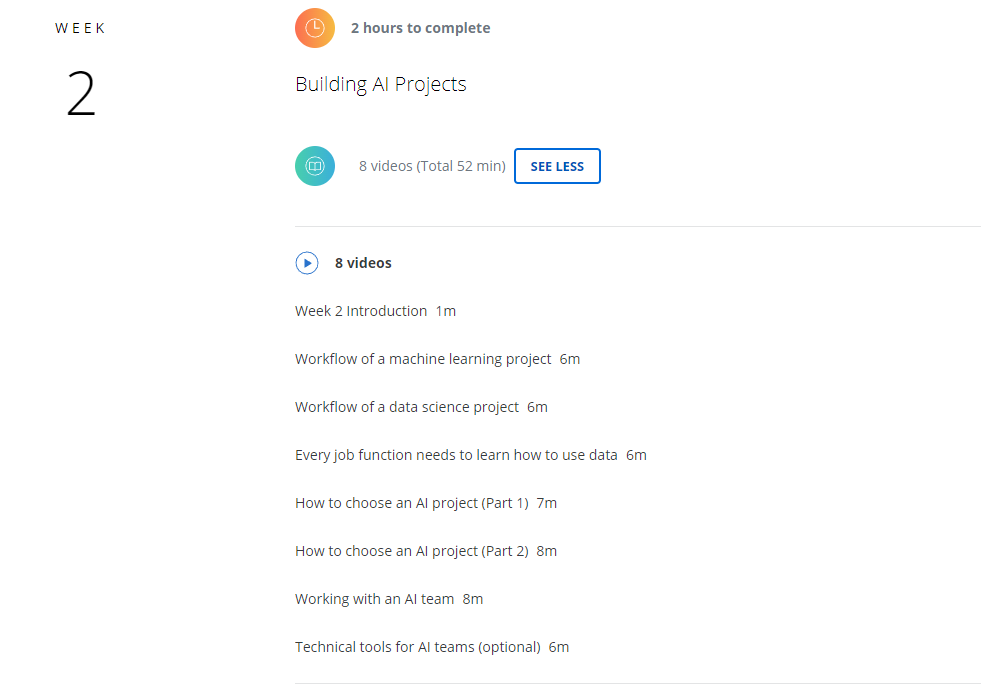 WEEK
2
2 hours to complete
Building AI Projects
8 videos (Total 52 min) SEE LESS
8 videos
Week 2 Introduction 1m
Workflow of a machine learning project 6m
Workflow of a data science project 6m
Every job function needs to learn how to use data 6m
How to choose an AI project (Part 1) 7m
How to choose an AI project (Part 2) 8m
Working with an AI team 8m
Technical tools for AI teams (optional) 6m